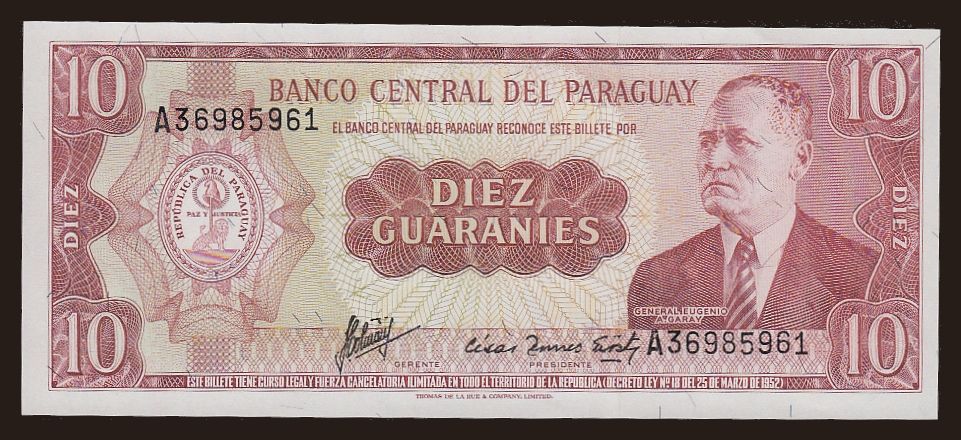 10
10
BANCO CENTRAL DEL PARAGUAY
A36985961
EL BANCO CENTRAL DEL PARAGUAY RECONOCE ESTE BILLETE POR
REPÚBLICA DEL PARAGUAY
PAZ Y JUSTICIA
DIEZ
DIEZ
GUARANIES
DIEZ
GENERAL EUGENIO
A. GARAY
10
10
A36985961
GERENTE
PRESIDENTE
ESTE BILLETE TIENE CURSO LEGAL Y FUERZA CANCELATORIA ILIMITADA EN TODO EL TERRITORIO DE LA REPUBLICA (DECRETO LEY Nº 18 DEL 25 DE MARZO DE 1952)
THOMAS DE LA RUE & COMPANY, LIMITED.